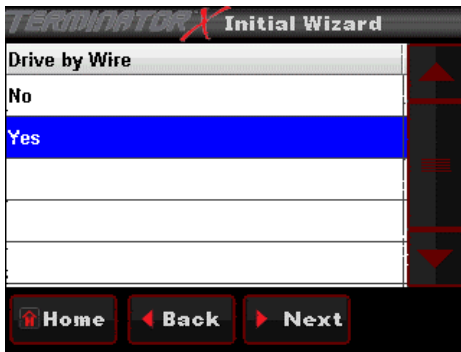 TERMINATOR X Initial Wizard
Drive by Wire
No
Yes
Home Back Next